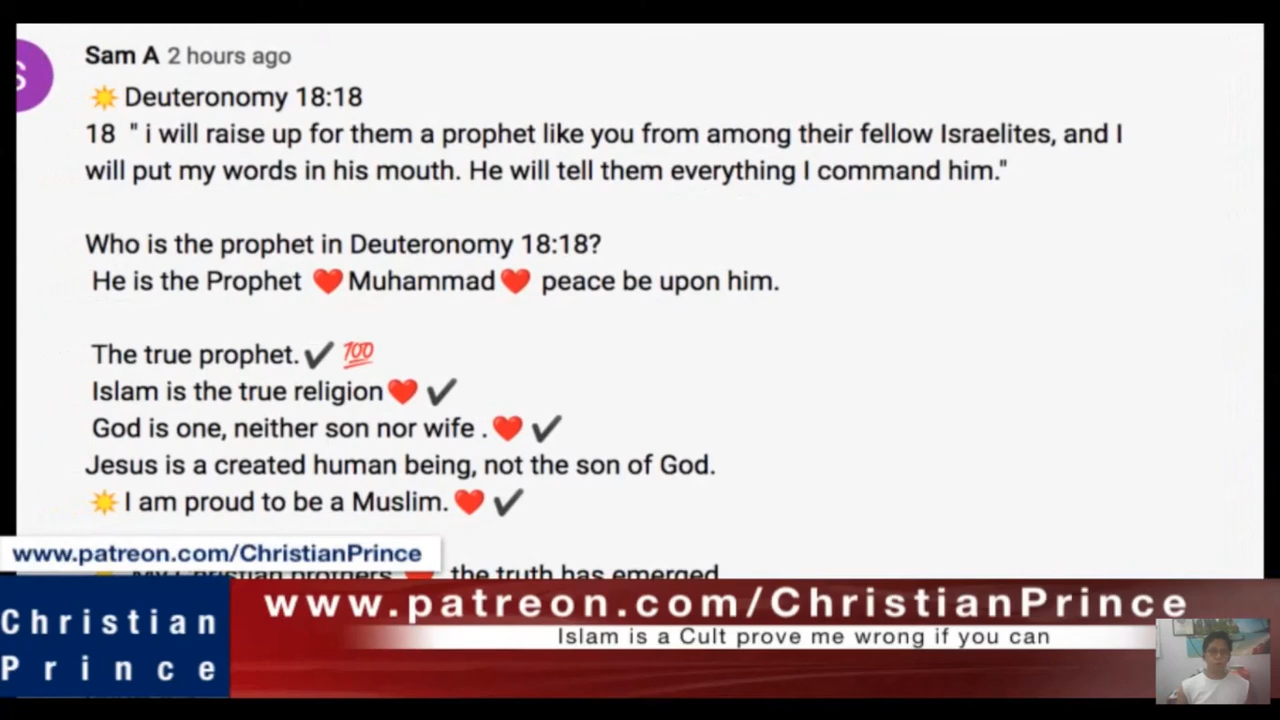 Sam A 2 hours ago
Deuteronomy 18:18
18 " i will raise up for them a prophet like you from among their fellow Israelites, and I
will put my words in his mouth. He will tell them everything I command him."
Who is the prophet in Deuteronomy 18:18?
He is the Prophet ❤️Muhammad❤️ peace be upon him.
The true prophet.✔️ 💯
Islam is the true religion❤️ ✔️
God is one, neither son nor wife .❤️ ✔️
Jesus is a created human being, not the son of God.
I am proud to be a Muslim.❤️ ✔️
My Christian brothers ❤️ the truth has emerged
www.patreon.com/ChristianPrince
www.patreon.com/ChristianPrince
Islam is a Cult prove me wrong if you can
Christian
Prince